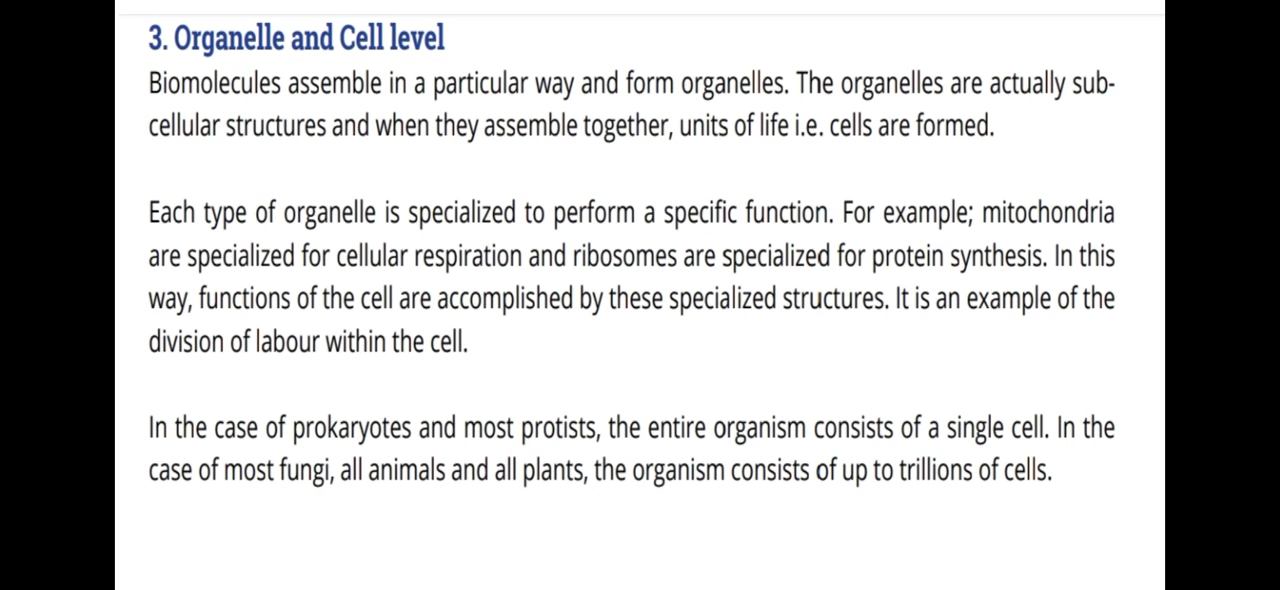 3. Organelle and Cell level
Biomolecules assemble in a particular way and form organelles. The organelles are actually sub-
cellular structures and when they assemble together, units of life i.e. cells are formed.
Each type of organelle is specialized to perform a specific function. For example; mitochondria
are specialized for cellular respiration and ribosomes are specialized for protein synthesis. In this
way, functions of the cell are accomplished by these specialized structures. It is an example of the
division of labour within the cell.
In the case of prokaryotes and most protists, the entire organism consists of a single cell. In the
case of most fungi, all animals and all plants, the organism consists of up to trillions of cells.